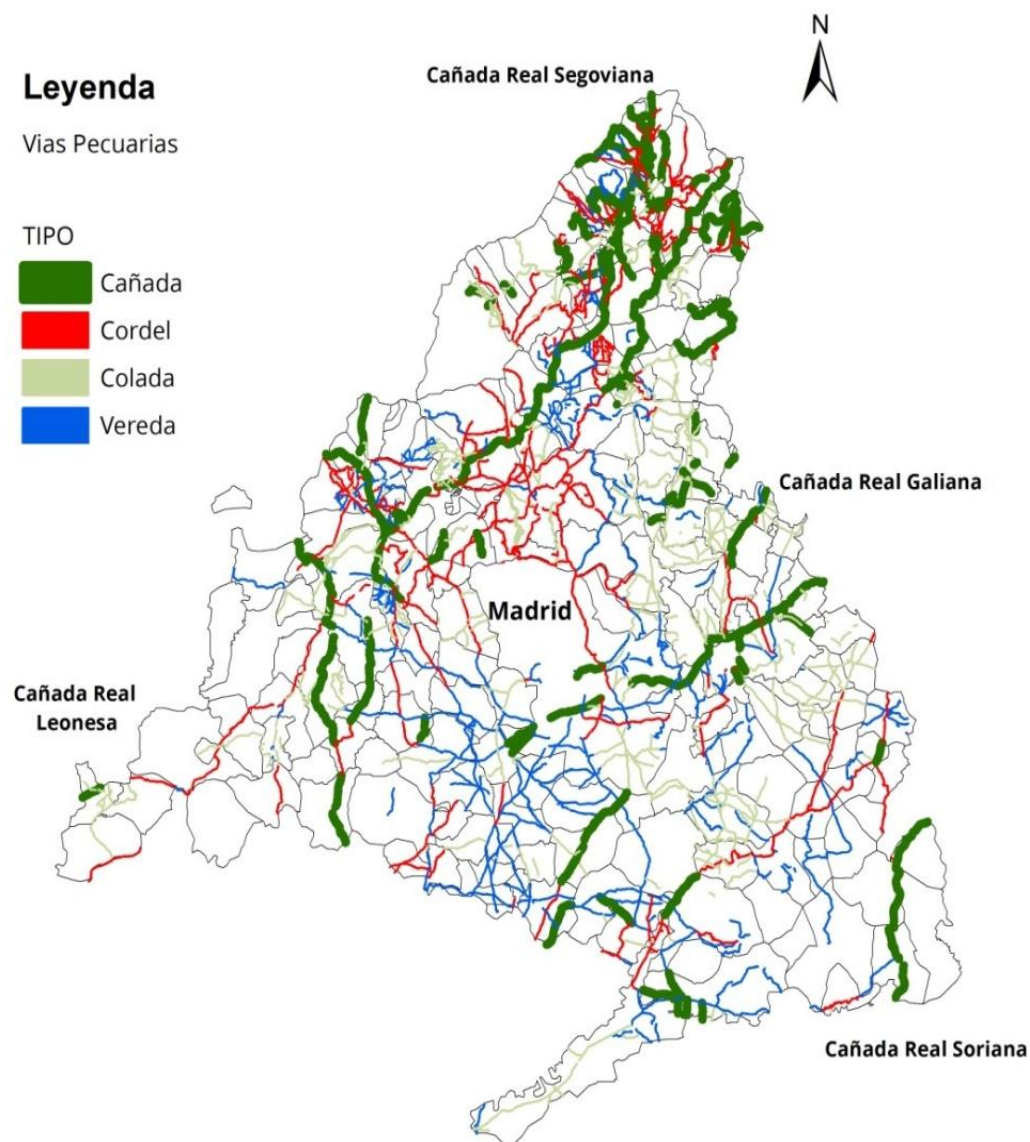 N
Cañada Real Segoviana
Leyenda
Vias Pecuarias
TIPO
Cañada
Cordel
Colada
Vereda
Cañada Real Galiana
Madrid
Cañada Real
Leonesa
Cañada Real Soriana